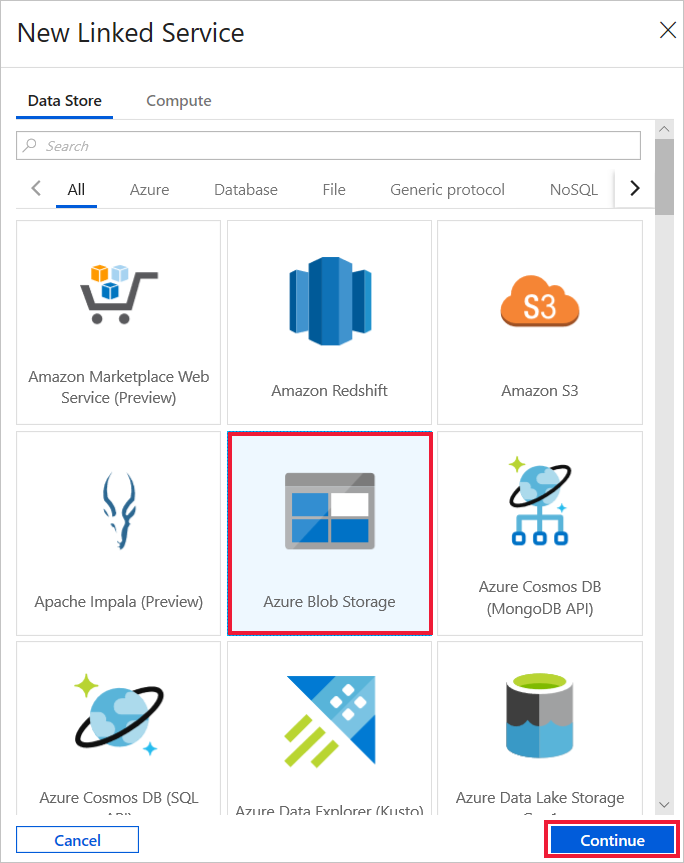 New Linked Service
Data Store
Compute
Search
All
Azure
Database
File
Generic protocol
NoSQL
S3
Amazon Marketplace Web
Service (Preview)
Amazon Redshift
Amazon S3
Apache Impala (Preview)
Azure Blob Storage
Azure Cosmos DB
(MongoDB API)
Azure Cosmos DB (SQL
API)
Azure Data Explorer (Kusto)
Azure Data Lake Storage
Cancel
Continue